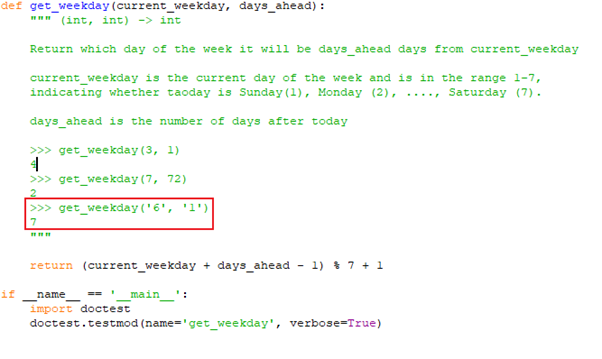 def get_weekday(current_weekday, days_ahead):
    """ (int, int) -> int

    Return which day of the week it will be days_ahead days from current_weekday

    current_weekday is the current day of the week and is in the range 1-7,
    indicating whether taoday is Sunday(1), Monday (2), ...., Saturday (7).

    days_ahead is the number of days after today

    >>> get_weekday(3, 1)
    4
    >>> get_weekday(7, 72)
    2
    >>> get_weekday('6', '1')
    7
    """

    return (current_weekday + days_ahead - 1) % 7 + 1

if __name__ == '__main__':
    import doctest
    doctest.testmod(name='get_weekday', verbose=True)